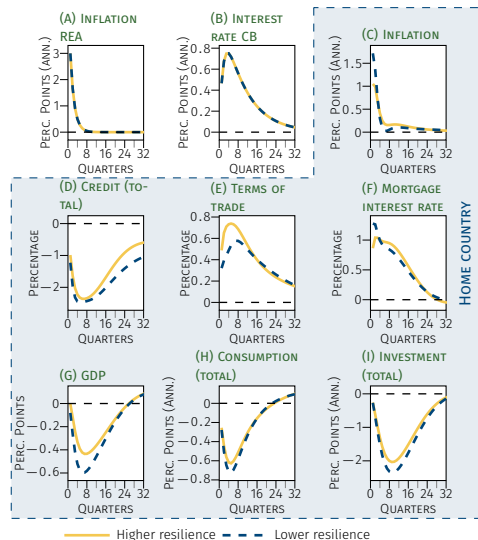 (A) Inflation
REA
(B) Interest
rate CB
(C) Inflation
Perc. Points (Ann.)
3
2
1
0
0 8 16 24 32
Quarters
0.8
0.6
0.4
0.2
0
0 8 16 24 32
Quarters
Perc. Points (Ann.)
1.5
1
0.5
0
0 8 16 24 32
Quarters
(D) Credit (to-
tal)
(E) Terms of
trade
(F) Mortgage
interest rate
Percentage
0
−1
−2
0 8 16 24 32
Quarters
Percentage
0.8
0.6
0.4
0.2
0
0 8 16 24 32
Quarters
Percentage
1
0.5
0
0 8 16 24 32
Quarters
Home country
(G) GDP
(H) Consumption
(total)
(I) Investment
(total)
Perc. Points
0
−0.2
−0.4
−0.6
0 8 16 24 32
Quarters
Perc. Points (Ann.)
0
−0.2
−0.4
−0.6
−0.8
0 8 16 24 32
Quarters
Perc. Points (Ann.)
0
−1
−2
0 8 16 24 32
Quarters
Higher resilience
Lower resilience